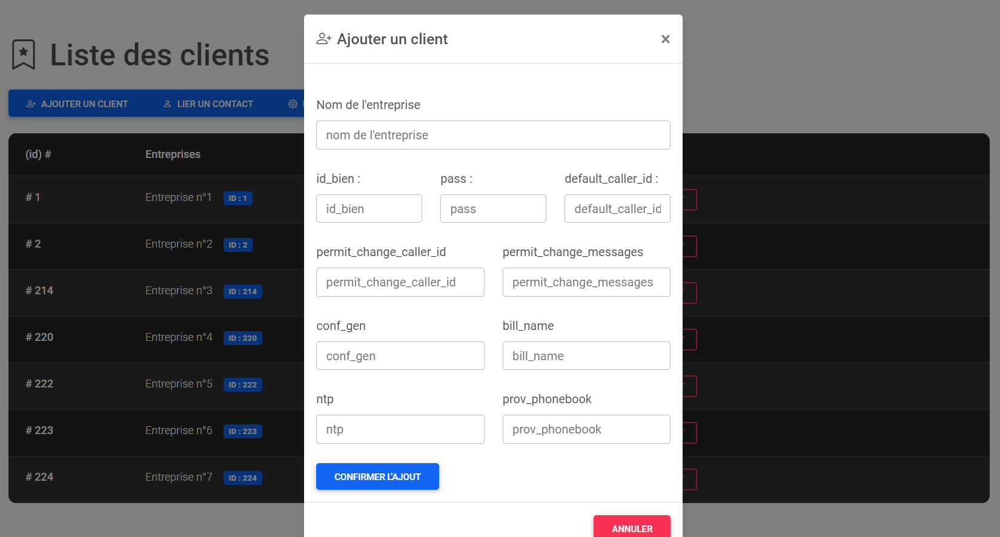 Liste des clients
AJOUTER UN CLIENT
LIER UN CONTACT
(id) #
Entreprises
# 1
Entreprise n°1
ID : 1
# 2
Entreprise n°2
ID : 2
# 214
Entreprise n°3
ID : 214
# 220
Entreprise n°4
ID : 220
# 222
Entreprise n°5
ID : 222
# 223
Entreprise n°6
ID : 223
# 224
Entreprise n°7
ID : 224
Ajouter un client
×
Nom de l'entreprise
nom de l'entreprise
id_bien :
pass :
default_caller_id :
id_bien
pass
default_caller_id
permit_change_caller_id
permit_change_messages
permit_change_caller_id
permit_change_messages
conf_gen
bill_name
conf_gen
bill_name
ntp
prov_phonebook
ntp
prov_phonebook
CONFIRMER L'AJOUT
ANNULER